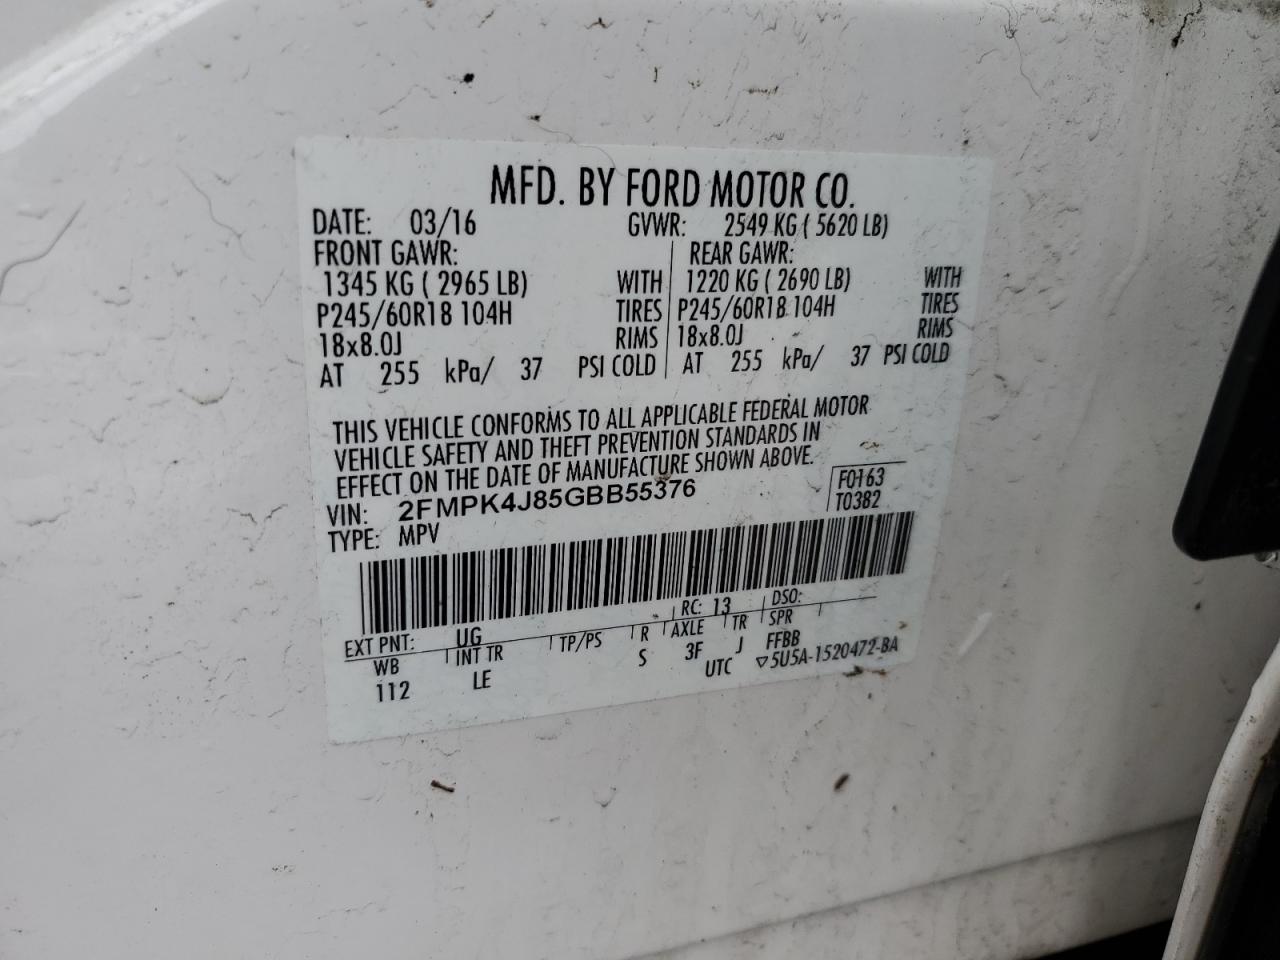 MFD. BY FORD MOTOR CO.
DATE: 03/16 GVWR: 2549 KG ( 5620 LB)
FRONT GAWR: REAR GAWR:
1345 KG ( 2965 LB) WITH 1220 KG ( 2690 LB) WITH
P245/60R18 104H TIRES P245/60R18 104H TIRES
18x8.0J RIMS 18x8.0J RIMS
AT 255 kPa/ 37 PSI COLD AT 255 kPa/ 37 PSI COLD
THIS VEHICLE CONFORMS TO ALL APPLICABLE FEDERAL MOTOR
VEHICLE SAFETY AND THEFT PREVENTION STANDARDS IN
EFFECT ON THE DATE OF MANUFACTURE SHOWN ABOVE.
VIN: 2FMPK4J85GBB55376 F0163
TYPE: MPV T0382
EXT PNT: UG RC: 13 DSO:
WB INT TR TP/PS R AXLE TR SPR
112 LE S 3F J FFBB
UTC ▽5U5A-1520472-BA